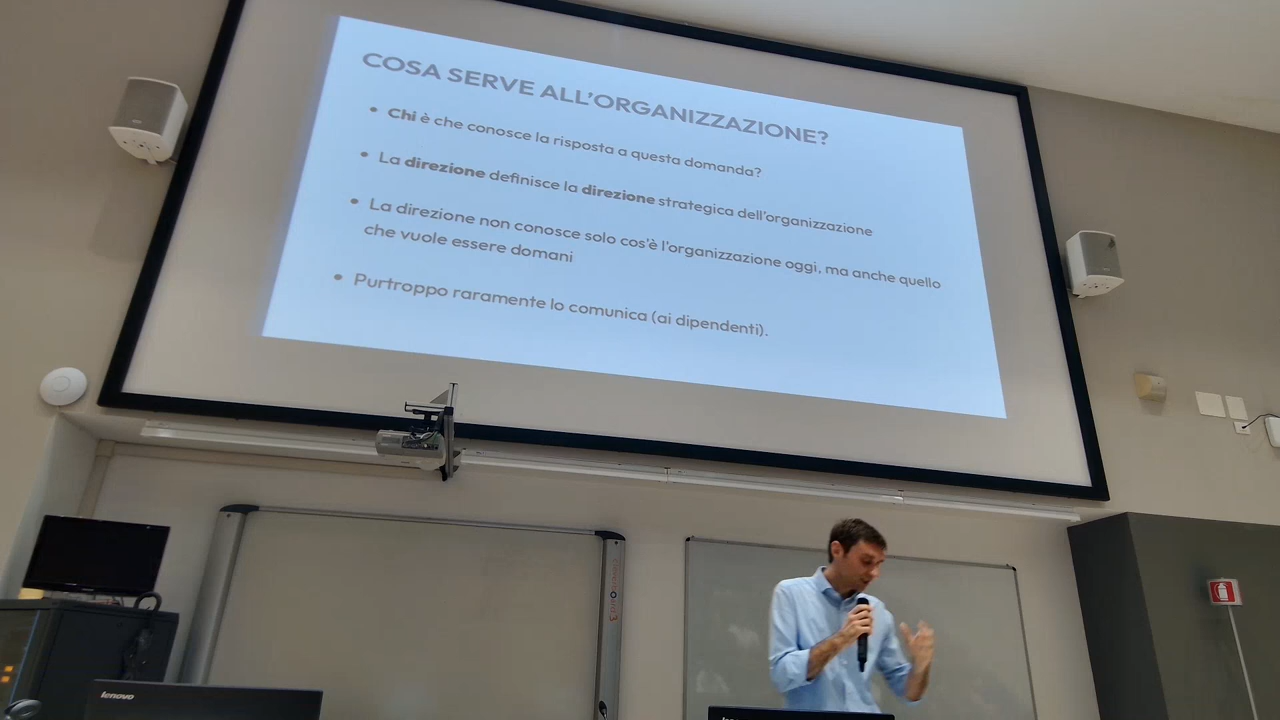 COSA SERVE ALL'ORGANIZZAZIONE?
• Chi è che conosce la risposta a questa domanda?
• La direzione definisce la direzione strategica dell'organizzazione
• La direzione non conosce solo cos'è l'organizzazione oggi, ma anche quello
che vuole essere domani
• Purtroppo raramente lo comunica (ai dipendenti).
lenovo